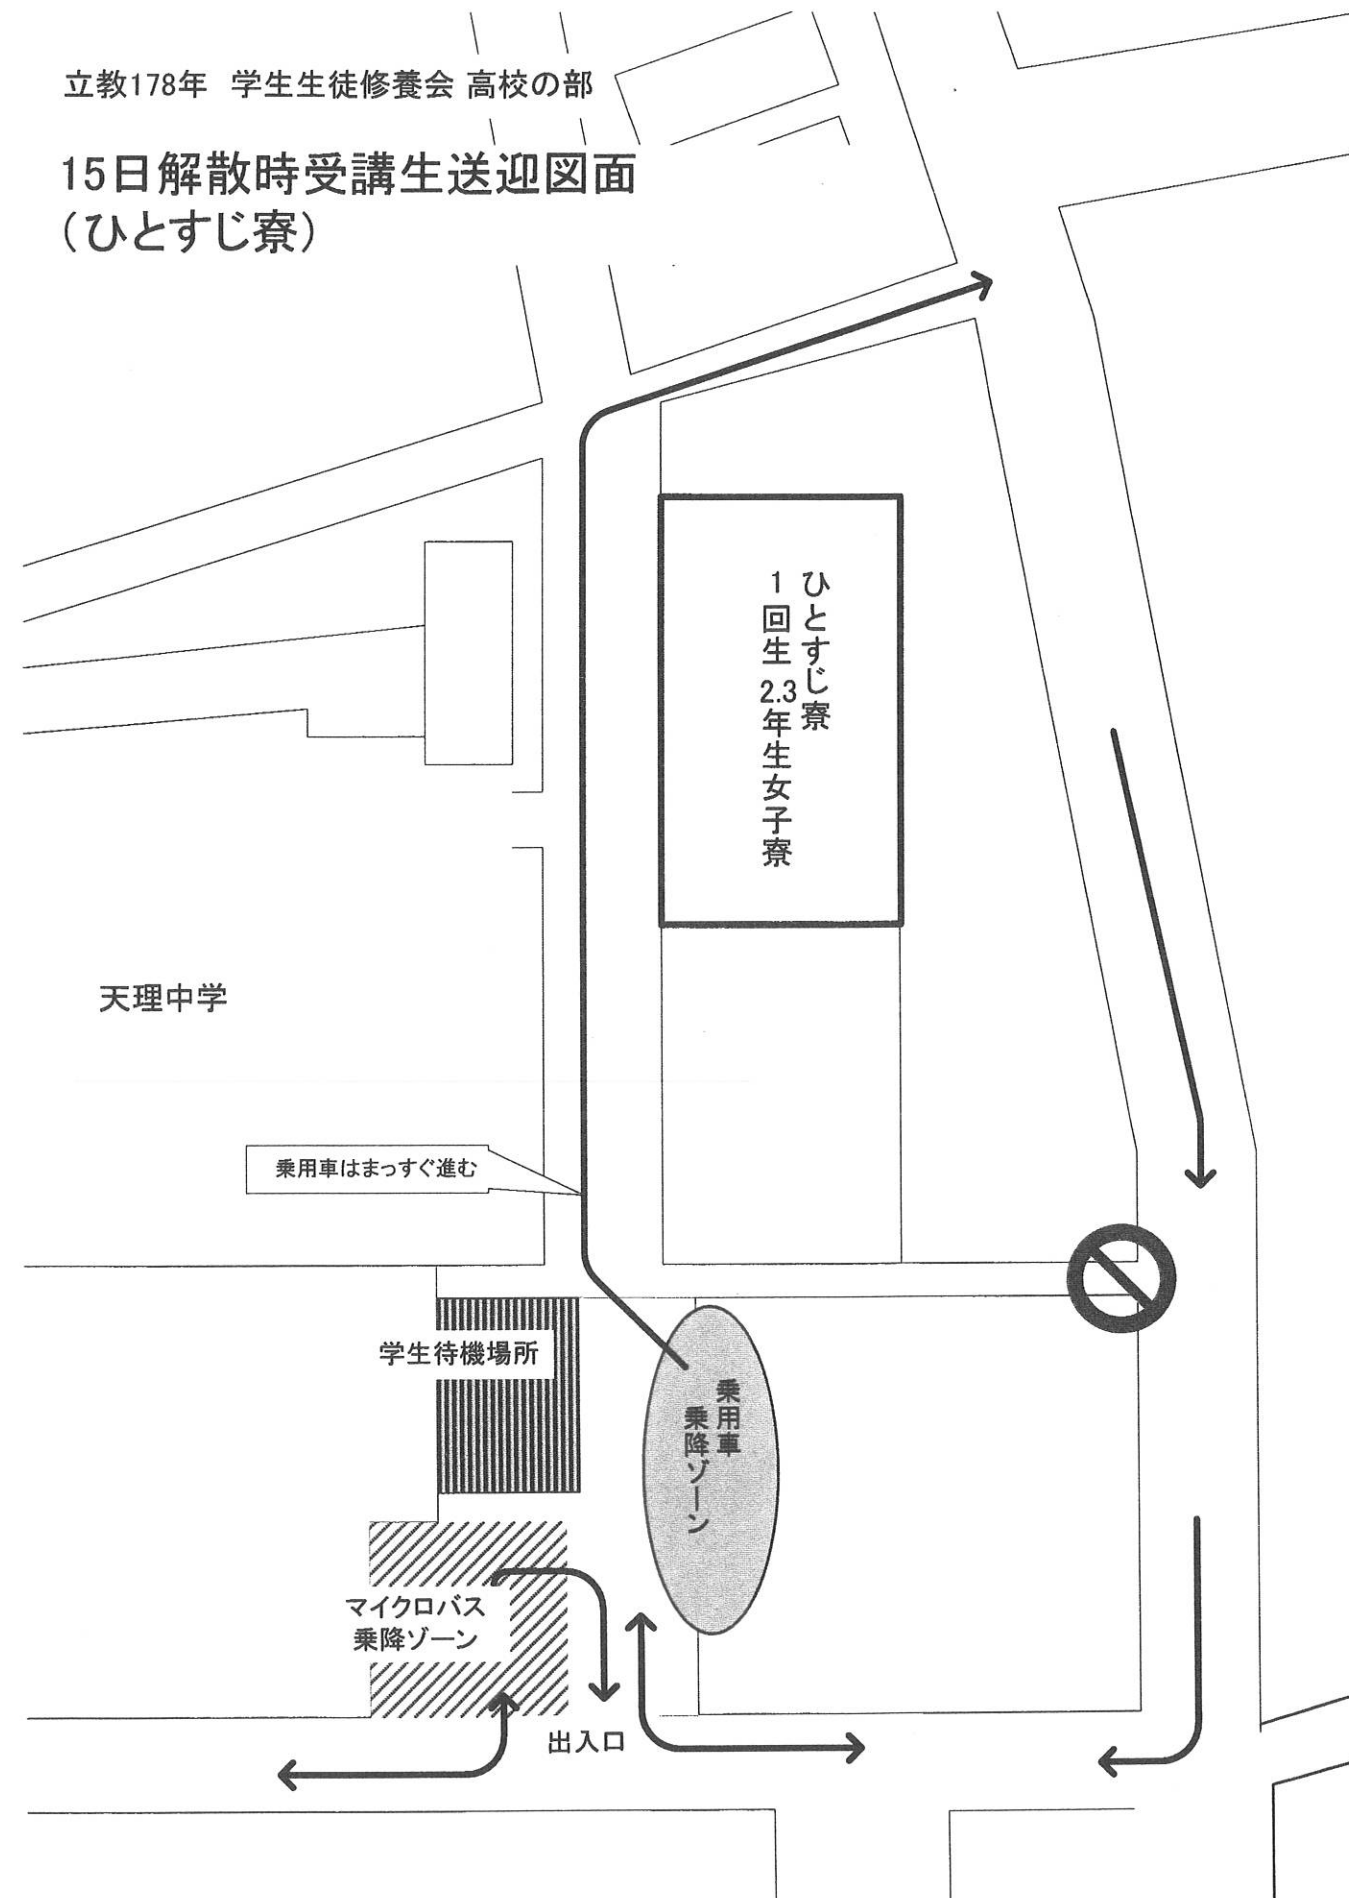 立教178年 学生生徒修養会 高校の部
15日解散時受講生送迎図面
（ひとすじ寮）
ひとすじ寮
1回生 2.3年生女子寮
天理中学
乗用車はまっすぐ進む
学生待機場所
乗用車
乗降ゾーン
マイクロバス
乗降ゾーン
出入口